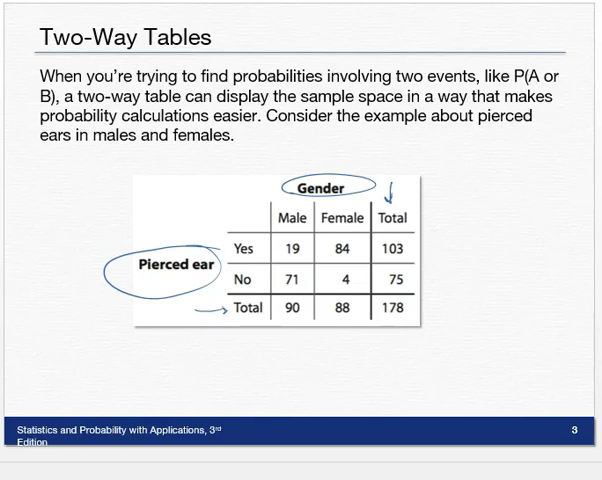 Two-Way Tables
When you're trying to find probabilities involving two events, like P(A or
B), a two-way table can display the sample space in a way that makes
probability calculations easier. Consider the example about pierced
ears in males and females.
Gender
Male Female Total
Yes 19 84 103
Pierced ear
No 71 4 75
Total 90 88 178
Statistics and Probability with Applications, 3rd
Edition
3